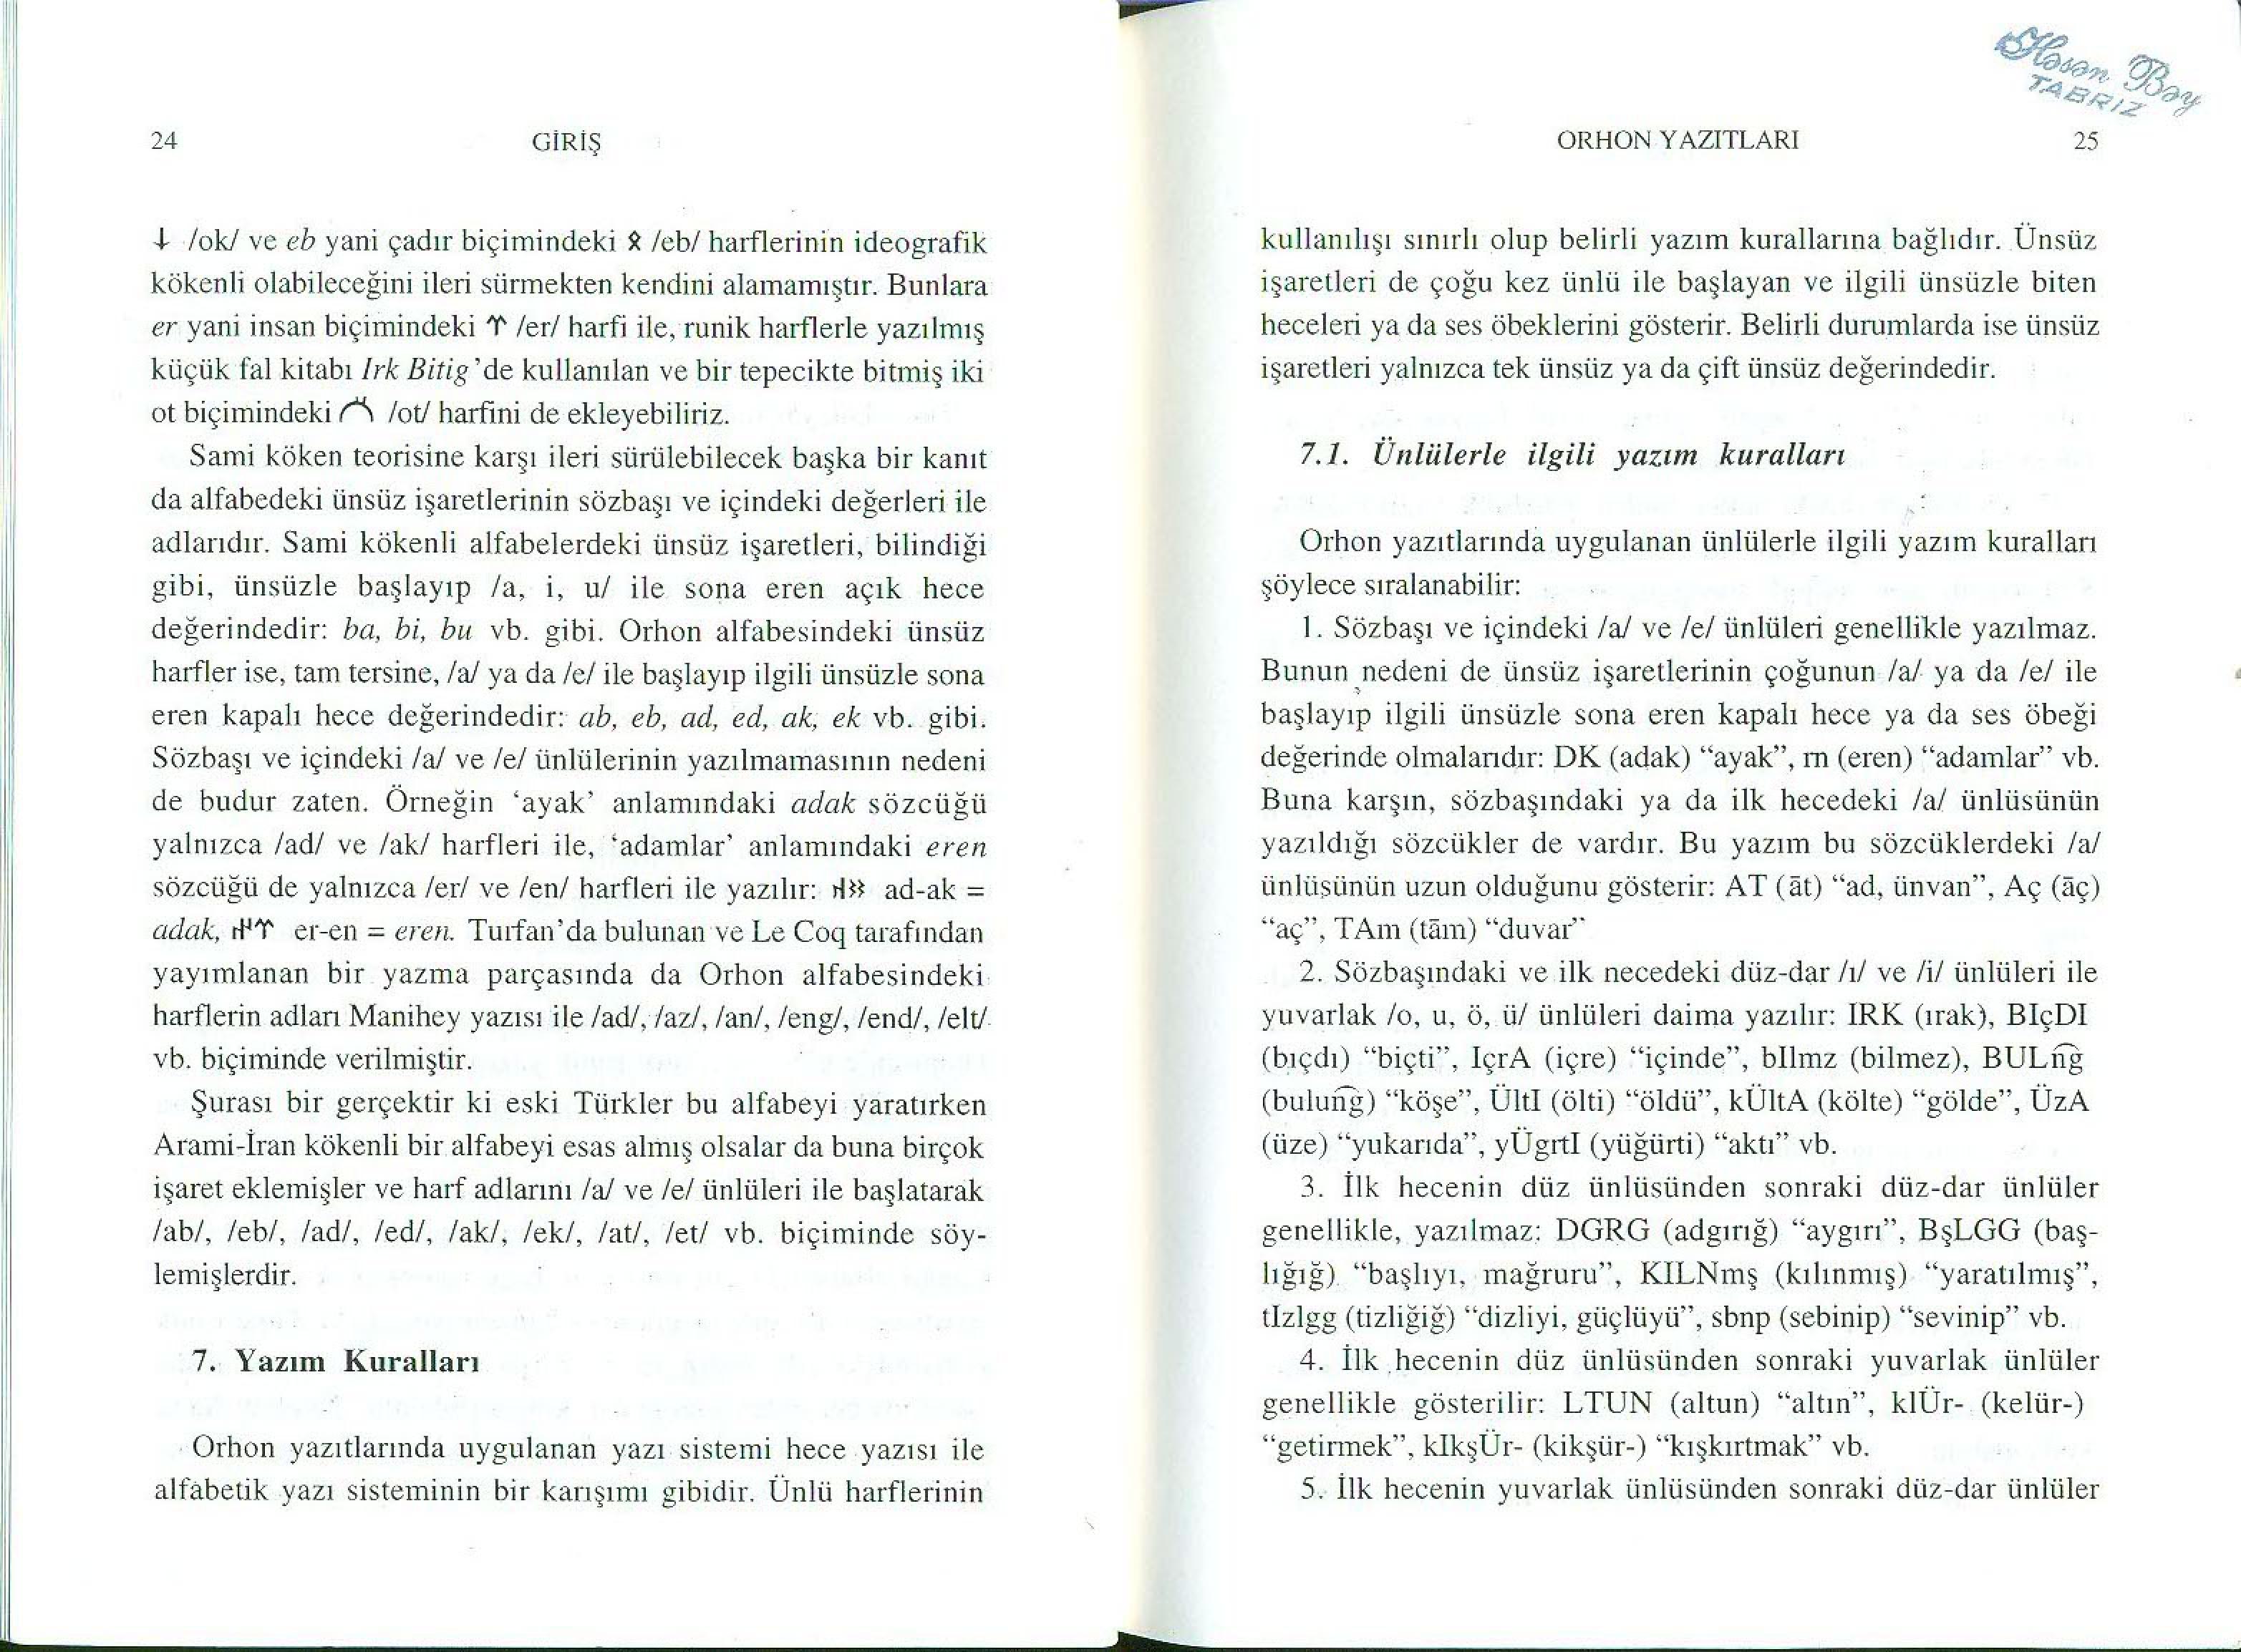 24 GİRİŞ
↓ /ok/ ve eb yani çadır biçimindeki /eb/ harflerinin ideografik
kökenli olabileceğini ileri sürmekten kendini alamamıştır. Bunlara
er yani insan biçimindeki /er/ harfi ile, runik harflerle yazılmış
küçük fal kitabı Irk Bitig'de kullanılan ve bir tepecikte bitmiş iki
ot biçimindeki /ot/ harfini de ekleyebiliriz.
Sami köken teorisine karşı ileri sürülebilecek başka bir kanıt
da alfabedeki ünsüz işaretlerinin sözbaşı ve içindeki değerleri ile
adlarıdır. Sami kökenli alfabelerdeki ünsüz işaretleri, bilindiği
gibi, ünsüzle başlayıp /a, i, u/ ile sona eren açık hece
değerindedir: ba, bi, bu vb. gibi. Orhon alfabesindeki ünsüz
harfler ise, tam tersine, /a/ ya da /e/ ile başlayıp ilgili ünsüzle sona
eren kapalı hece değerindedir: ab, eb, ad, ed, ak, ek vb. gibi.
Sözbaşı ve içindeki /a/ ve /e/ ünlülerinin yazılmamasının nedeni
de budur zaten. Örneğin ‘ayak’ anlamındaki adak sözcüğü
yalnızca /ad/ ve /ak/ harfleri ile, ‘adamlar’ anlamındaki eren
sözcüğü de yalnızca /er/ ve /en/ harfleri ile yazılır: ad-ak =
adak, er-en = eren. Turfan’da bulunan ve Le Coq tarafından
yayımlanan bir yazma parçasında da Orhon alfabesindeki
harflerin adları Manihey yazısı ile /ad/, /az/, /an/, /eng/, /end/, /elt/
vb. biçiminde verilmiştir.
Şurası bir gerçektir ki eski Türkler bu alfabeyi yaratırken
Arami-İran kökenli bir alfabeyi esas almış olsalar da buna birçok
işaret eklemişler ve harf adlarını /a/ ve /e/ ünlüleri ile başlatarak
/ab/, /eb/, /ad/, /ed/, /ak/, /ek/, /at/, /et/ vb. biçiminde söy-
lemişlerdir.
7. Yazım Kuralları
Orhon yazıtlarında uygulanan yazı sistemi hece yazısı ile
alfabetik yazı sisteminin bir karışımı gibidir. Ünlü harflerinin
Həsən Bəy
TABRIZ
ORHON YAZITLARI 25
kullanılışı sınırlı olup belirli yazım kurallarına bağlıdır. Ünsüz
işaretleri de çoğu kez ünlü ile başlayan ve ilgili ünsüzle biten
heceleri ya da ses öbeklerini gösterir. Belirli durumlarda ise ünsüz
işaretleri yalnızca tek ünsüz ya da çift ünsüz değerindedir.
7.1. Ünlülerle ilgili yazım kuralları
Orhon yazıtlarında uygulanan ünlülerle ilgili yazım kuralları
şöylece sıralanabilir:
1. Sözbaşı ve içindeki /a/ ve /e/ ünlüleri genellikle yazılmaz.
Bunun nedeni de ünsüz işaretlerinin çoğunun /a/ ya da /e/ ile
başlayıp ilgili ünsüzle sona eren kapalı hece ya da ses öbeği
değerinde olmalarıdır: DK (adak) “ayak”, rn (eren) “adamlar” vb.
Buna karşın, sözbaşındaki ya da ilk hecedeki /a/ ünlüsünün
yazıldığı sözcükler de vardır. Bu yazım bu sözcüklerdeki /a/
ünlüsünün uzun olduğunu gösterir: AT (āt) “ad, ünvan”, Aç (āç)
“aç”, TAm (tām) “duvar”
2. Sözbaşındaki ve ilk necedeki düz-dar /ı/ ve /i/ ünlüleri ile
yuvarlak /o, u, ö, ü/ ünlüleri daima yazılır: IRK (ırak), BIçDI
(bıçdı) “biçti”, IçrA (içre) “içinde”, bIlmz (bilmez), BULn͡g
(bulun͡g) “köşe”, ÜltI (ölti) “öldü”, kÜltA (költe) “gölde”, ÜzA
(üze) “yukarıda”, yÜgrtI (yüğürti) “aktı” vb.
3. İlk hecenin düz ünlüsünden sonraki düz-dar ünlüler
genellikle, yazılmaz: DGRG (adgırığ) “aygırı”, BşLGG (baş-
lığığ) “başlıyı, mağruru”, KILNmş (kılınmış) “yaratılmış”,
tIzlgg (tizliğiğ) “dizliyi, güçlüyü”, sbnp (sebinip) “sevinip” vb.
4. İlk hecenin düz ünlüsünden sonraki yuvarlak ünlüler
genellikle gösterilir: LTUN (altun) “altın”, klÜr- (kelür-)
“getirmek”, kIkşÜr- (kikşür-) “kışkırtmak” vb.
5. İlk hecenin yuvarlak ünlüsünden sonraki düz-dar ünlüler